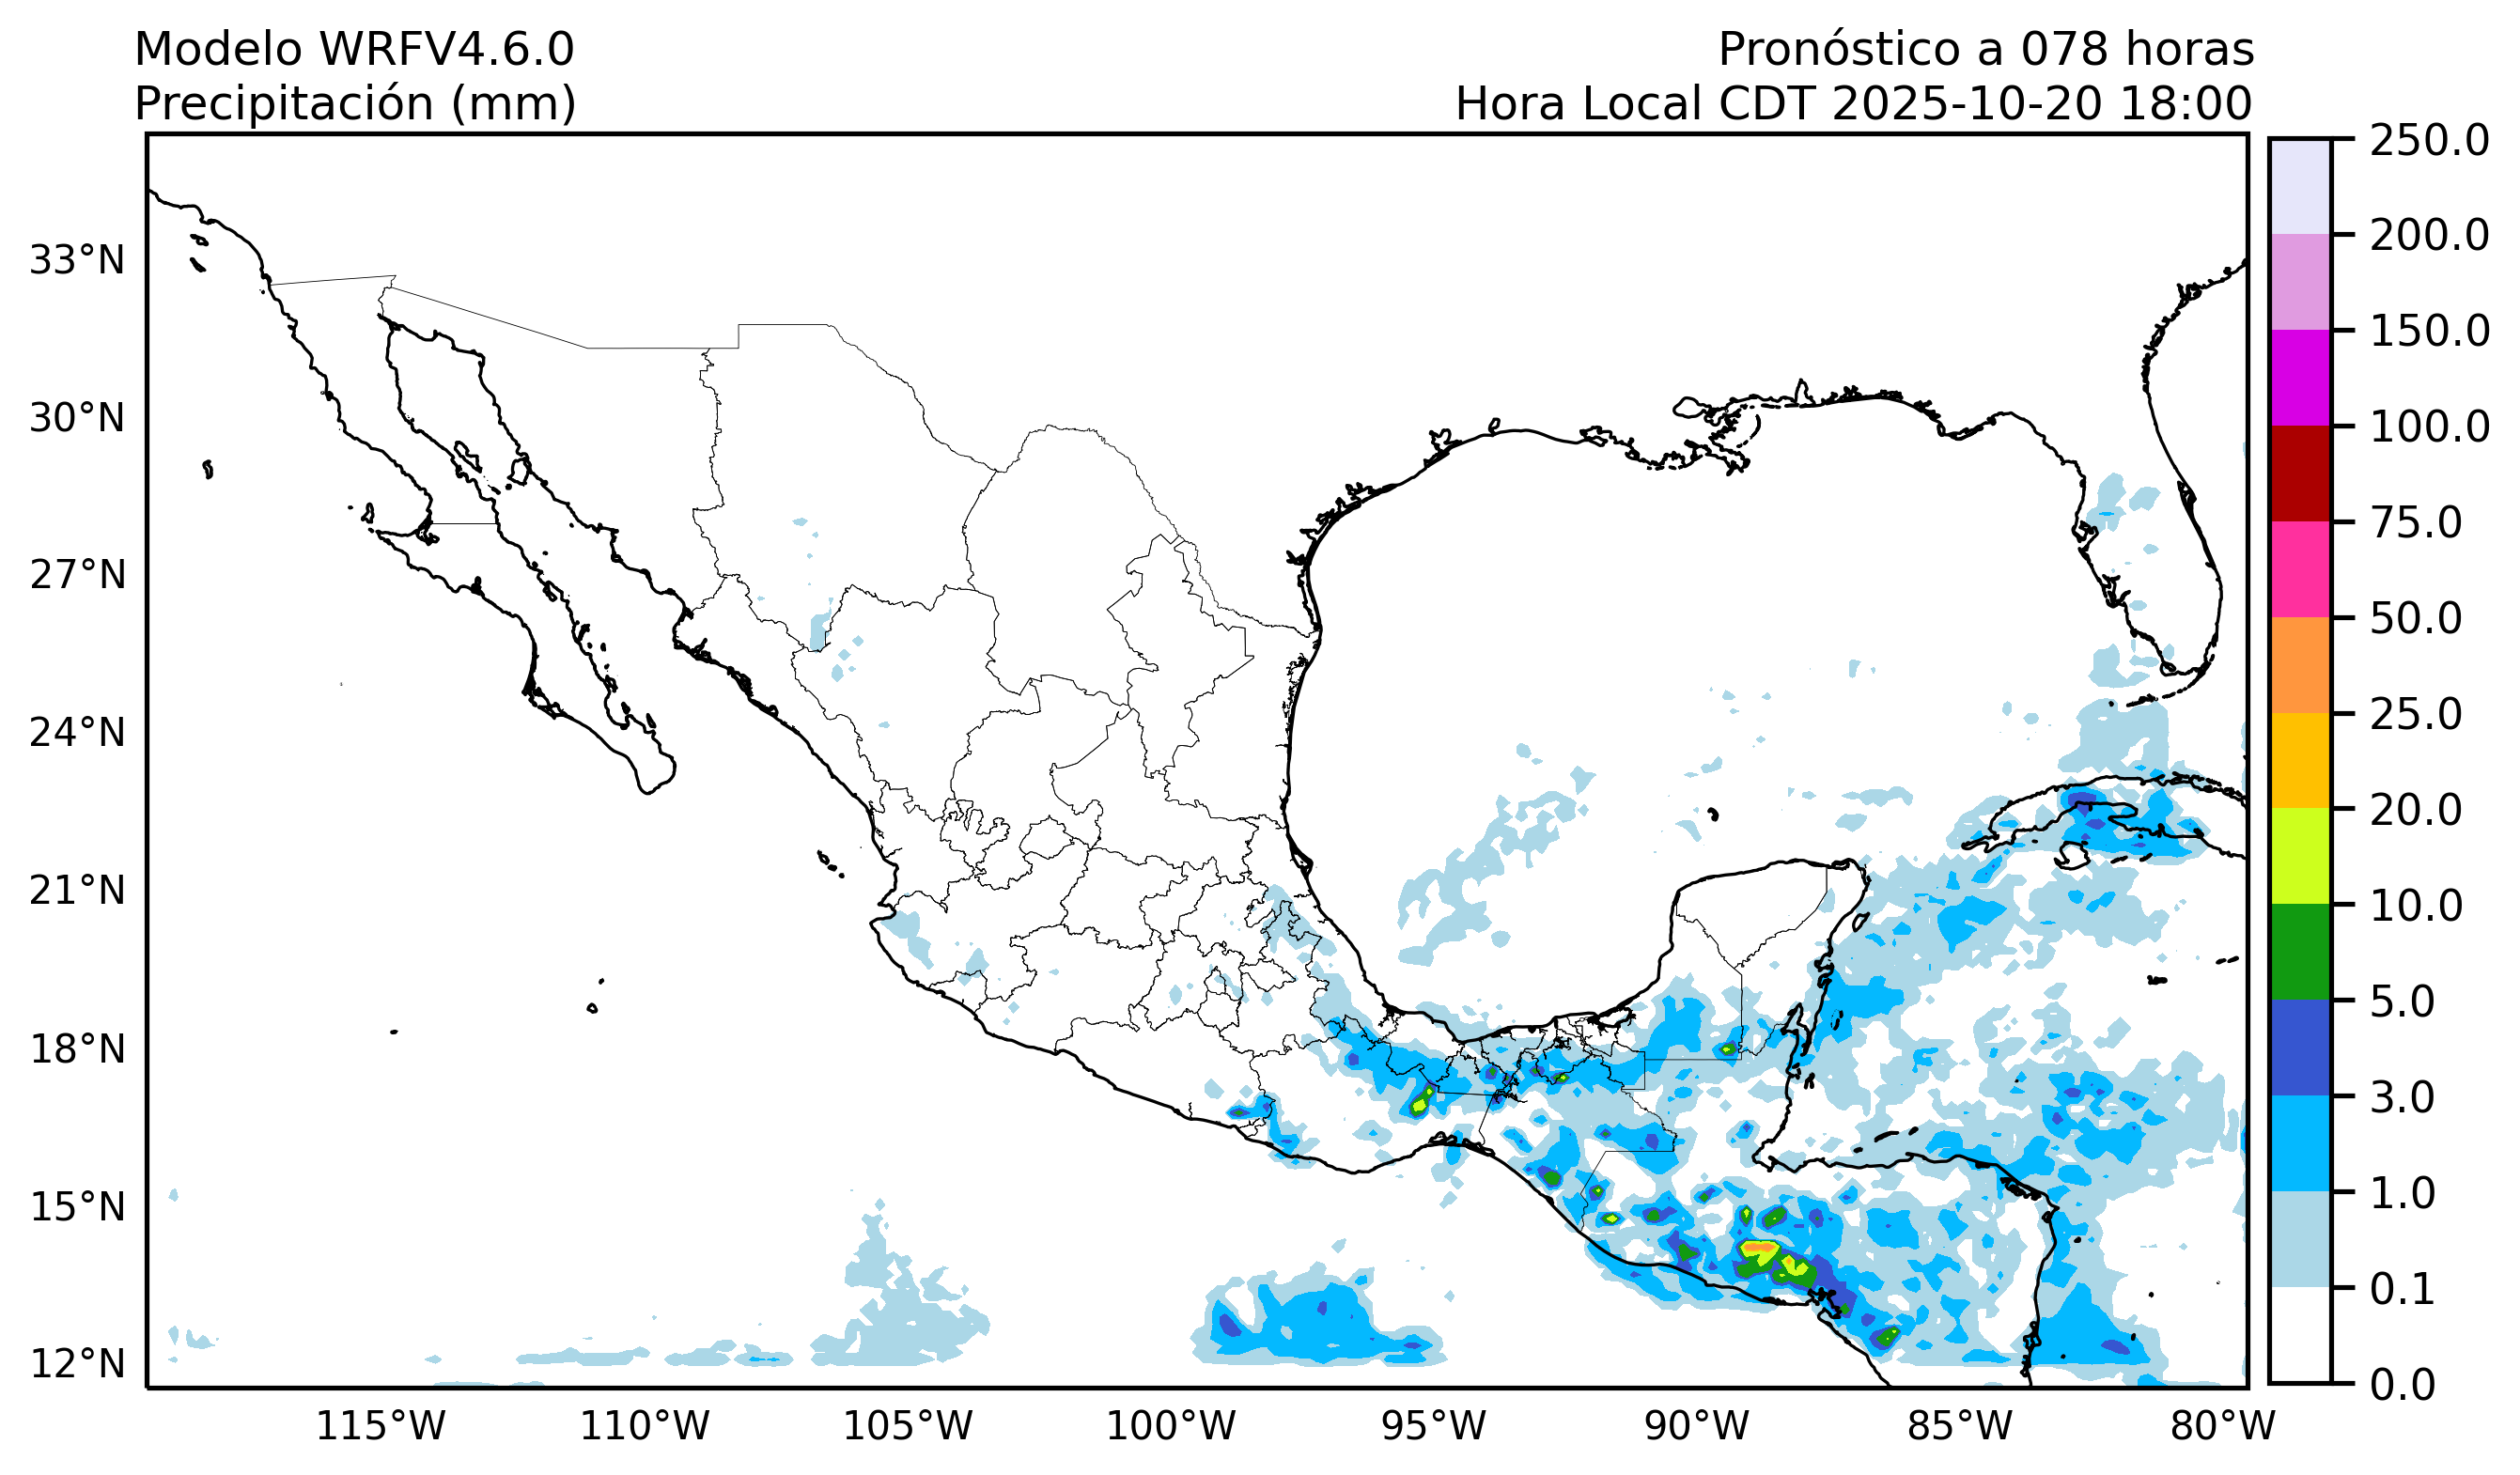 Modelo WRFV4.6.0
Precipitación (mm)
Pronóstico a 078 horas
Hora Local CDT 2025-10-20 18:00
33°N
30°N
27°N
24°N
21°N
18°N
15°N
12°N
115°W
110°W
105°W
100°W
95°W
90°W
85°W
80°W
250.0
200.0
150.0
100.0
75.0
50.0
25.0
20.0
10.0
5.0
3.0
1.0
0.1
0.0